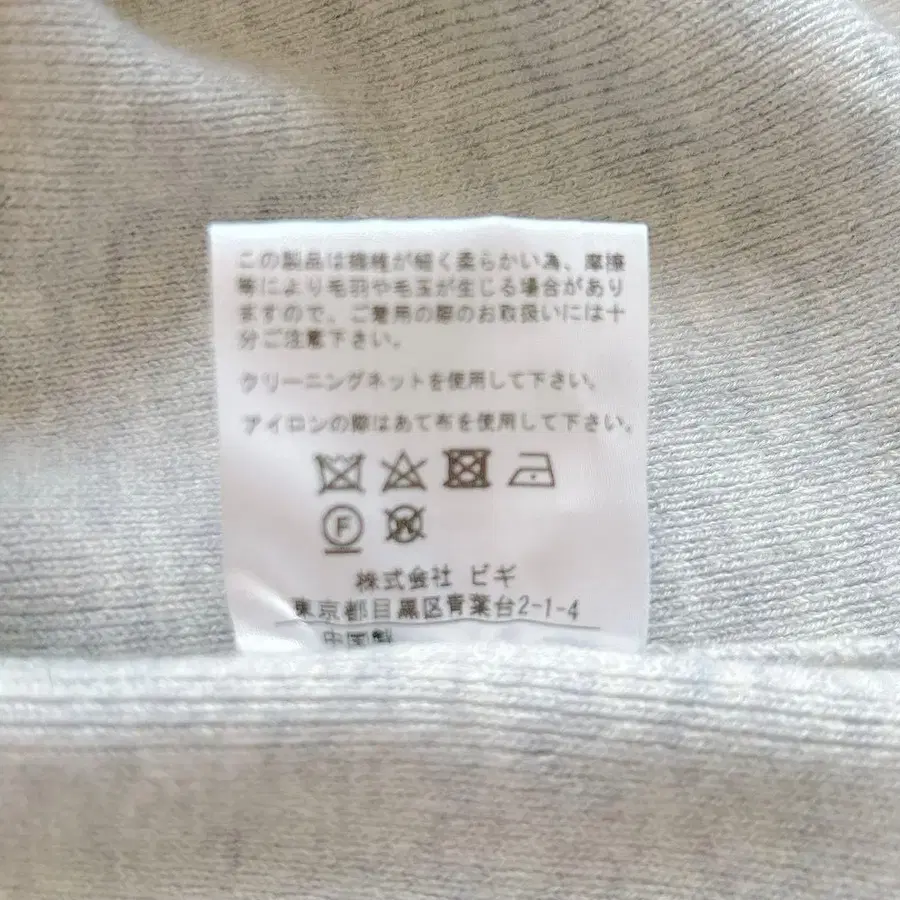 この製品は繊維が細く柔らかい為、摩擦
等により毛羽や毛玉が生じる場合があり
ますので、ご着用の際のお取扱いには十
分ご注意下さい。
クリーニングネットを使用して下さい。
アイロンの際はあて布を使用して下さい。
F W
株式会社 ビギ
東京都目黒区青葉台2-1-4
中国製